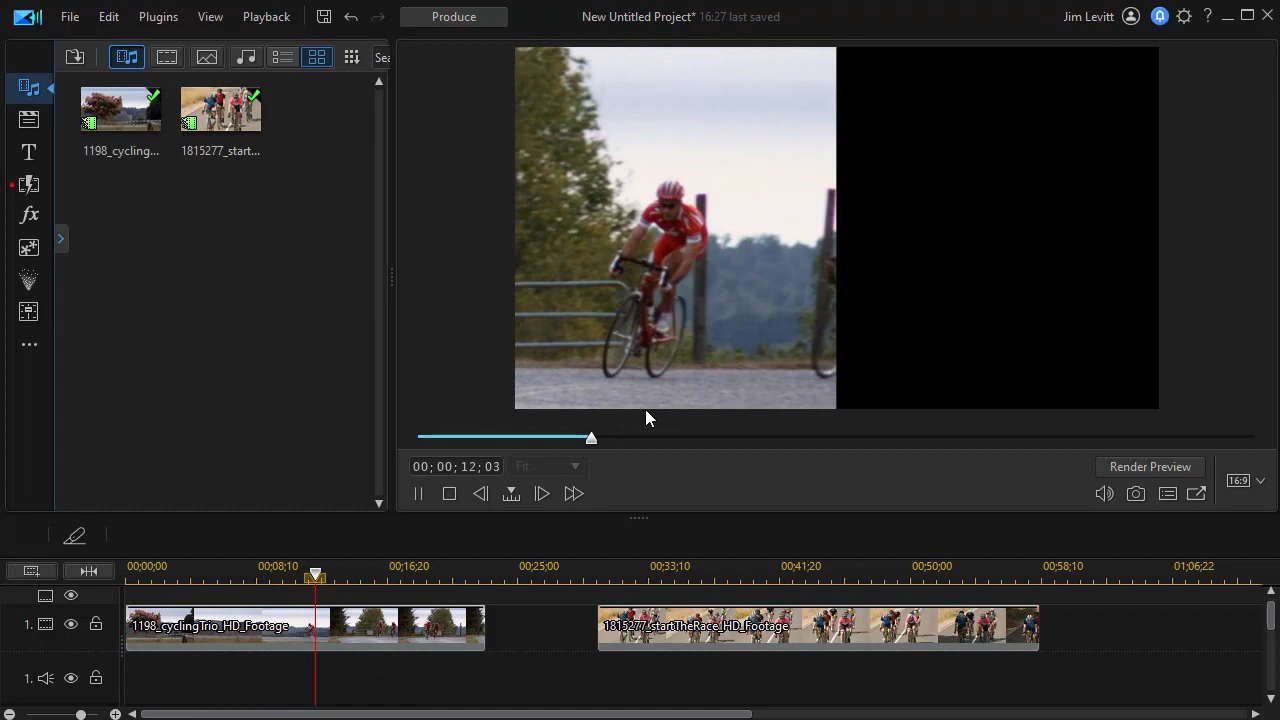 File Edit Plugins View Playback Produce New Untitled Project* 16:27 last saved Jim Levitt ?
Sea
1198_cycling... 1815277_start...
T
fx
00; 00; 12; 03 Fit Render Preview 16:9
00;00;00 00;08;10 00;16;20 00;25;00 00;33;10 00;41;20 00;50;00 00;58;10 01;06;22
1. 1198_cyclingTrio_HD_Footage 1815277_startTheRace_HD_Footage
1.